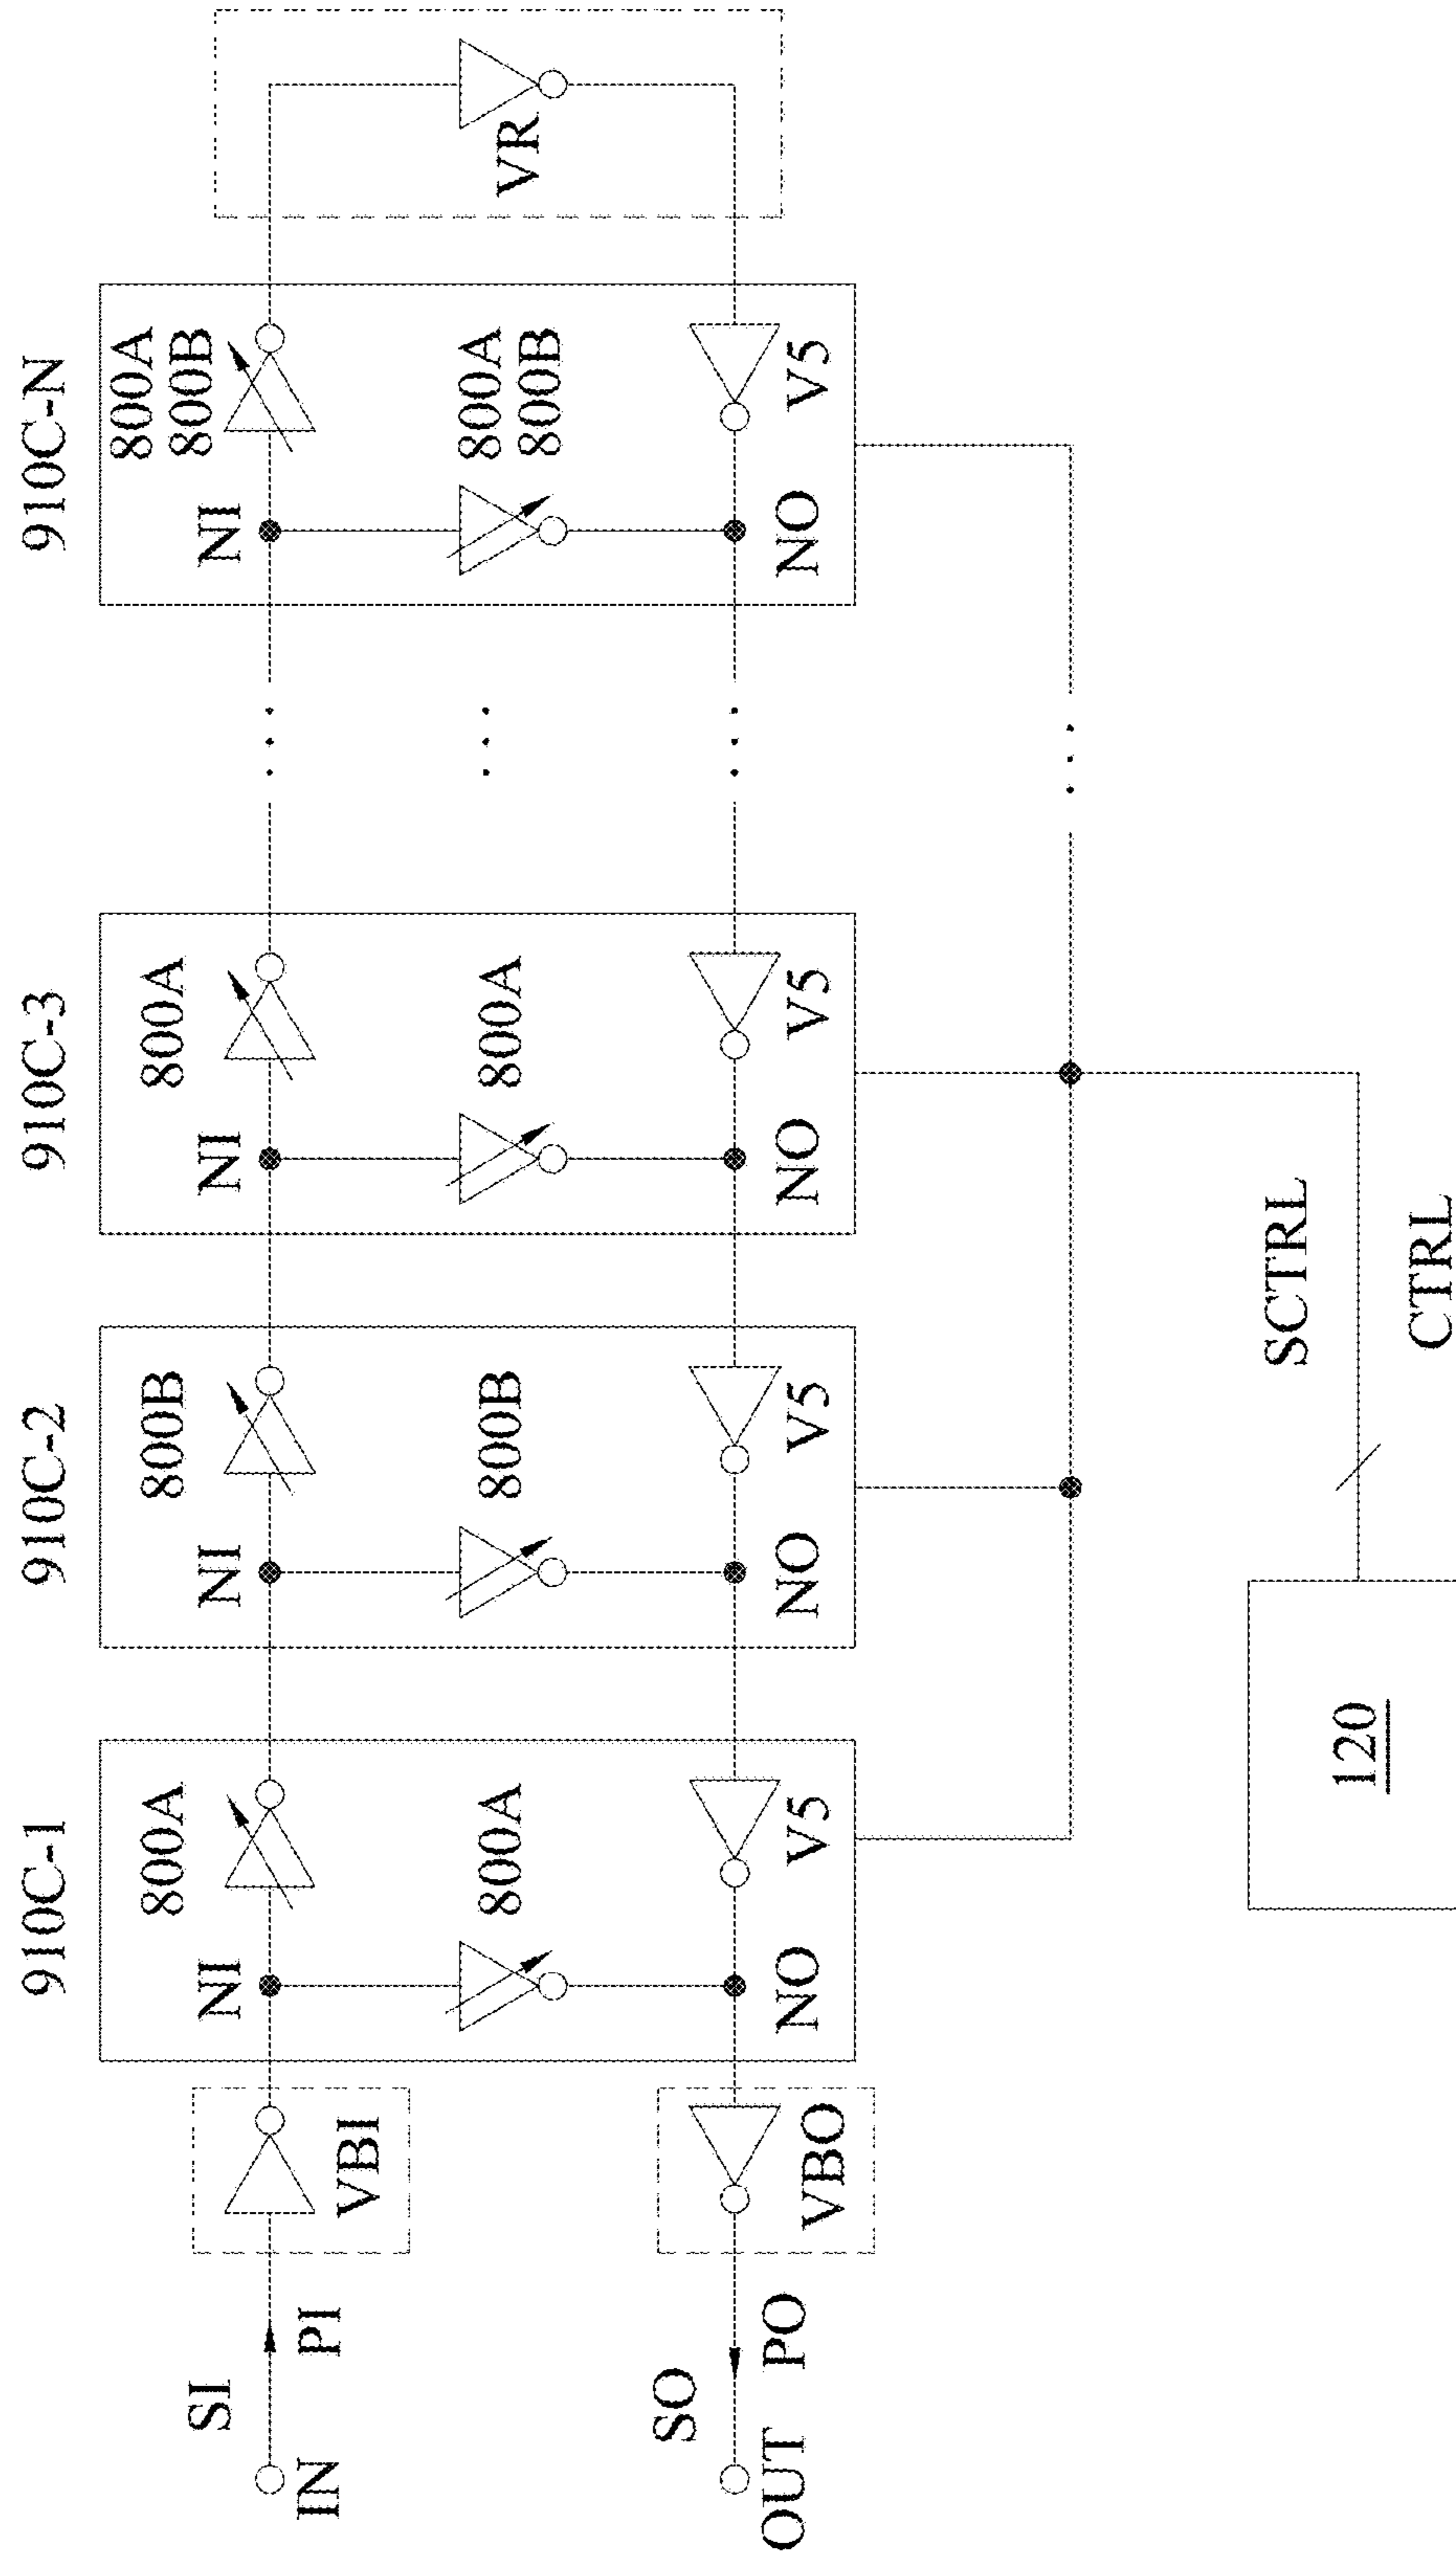 910C-1
910C-2
910C-3
910C-N
800A
800B
800A
800A
800B
NI
NI
NI
NI
SI
IN
PI
VBI
800A
800B
800A
800A
800B
VR
SO
OUT
PO
VBO
NO
V5
NO
V5
NO
V5
NO
V5
120
SCTRL
CTRL